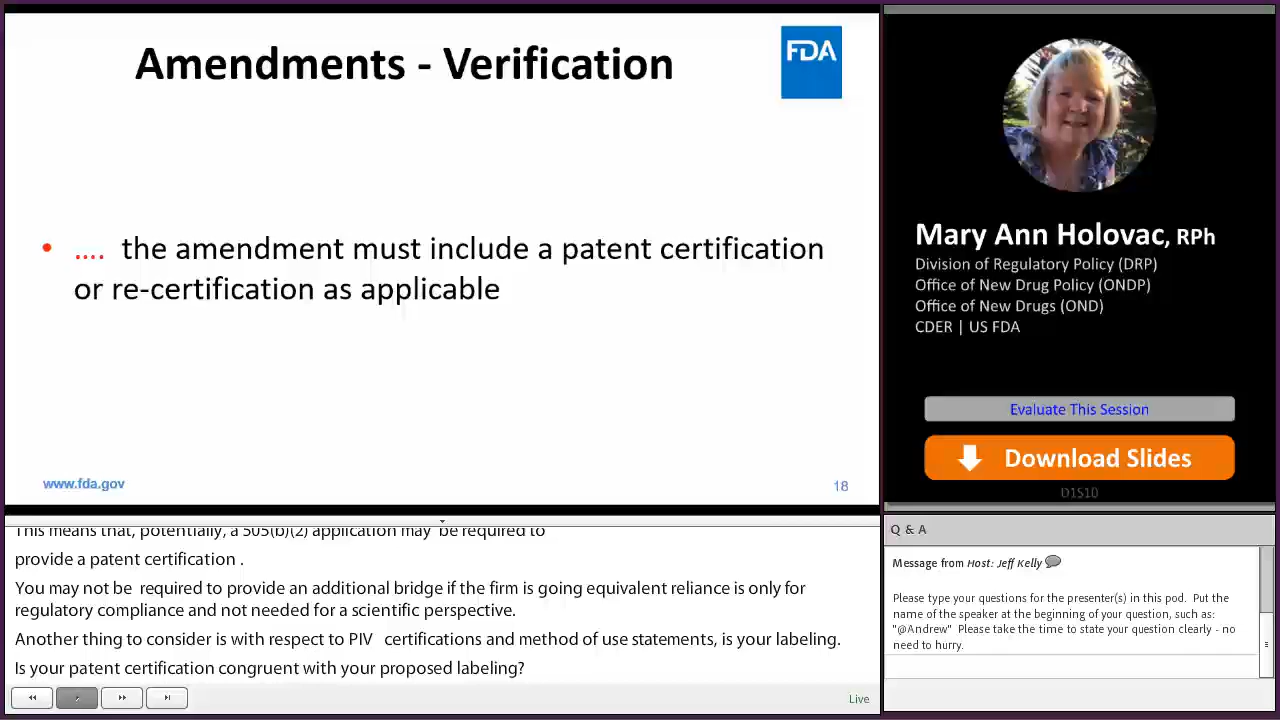 Amendments - Verification
FDA
• .... the amendment must include a patent certification
or re-certification as applicable
www.fda.gov
18
This means that, potentially, a 505(b)(2) application may be required to
provide a patent certification .
You may not be required to provide an additional bridge if the firm is going equivalent reliance is only for
regulatory compliance and not needed for a scientific perspective.
Another thing to consider is with respect to PIV certifications and method of use statements, is your labeling.
Is your patent certification congruent with your proposed labeling?
Live
Mary Ann Holovac, RPh
Division of Regulatory Policy (DRP)
Office of New Drug Policy (ONDP)
Office of New Drugs (OND)
CDER | US FDA
Evaluate This Session
Download Slides
D1S10
Q & A
Message from Host: Jeff Kelly
Please type your questions for the presenter(s) in this pod. Put the
name of the speaker at the beginning of your question, such as:
"@Andrew" Please take the time to state your question clearly - no
need to hurry.